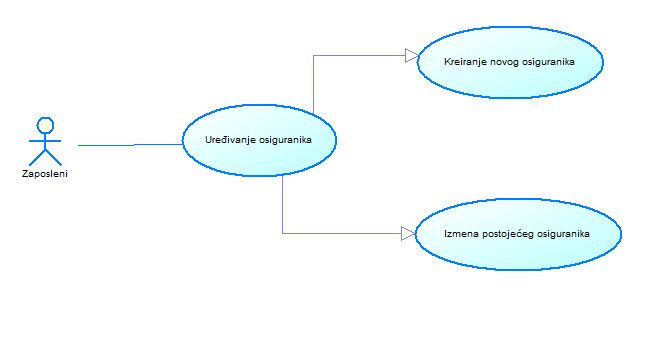 Kreiranje novog osiguranika
Uređivanje osiguranika
Zaposleni
Izmena postojećeg osiguranika